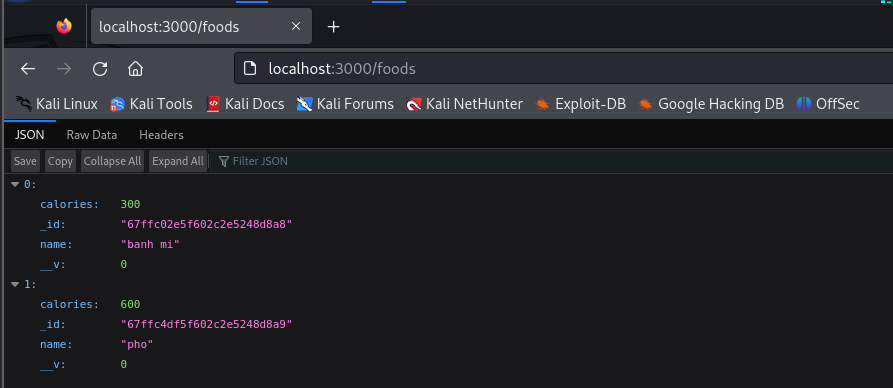 localhost:3000/foods
localhost:3000/foods
Kali Linux Kali Tools Kali Docs Kali Forums Kali NetHunter Exploit-DB Google Hacking DB OffSec
JSON Raw Data Headers
Save Copy Collapse All Expand All Filter JSON
0:
calories: 300
_id: "67ffc02e5f602c2e5248d8a8"
name: "banh mi"
__v: 0
1:
calories: 600
_id: "67ffc4df5f602c2e5248d8a9"
name: "pho"
__v: 0